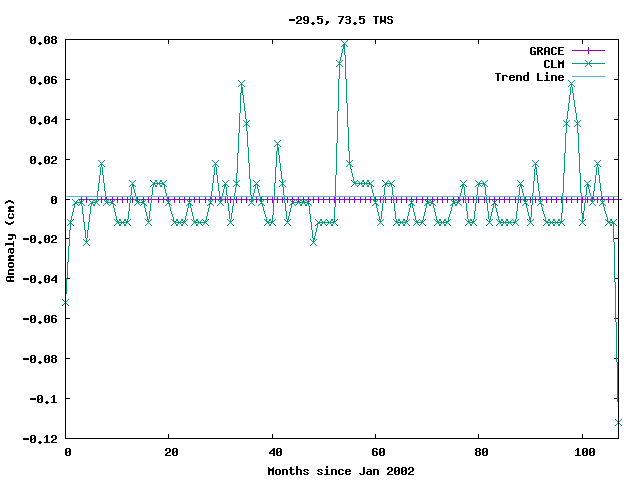 -29.5, 73.5 TWS
0.08
0.06
0.04
0.02
0
-0.02
-0.04
-0.06
-0.08
-0.1
-0.12
Anomaly (cm)
GRACE
CLM
Trend Line
0 20 40 60 80 100
Months since Jan 2002